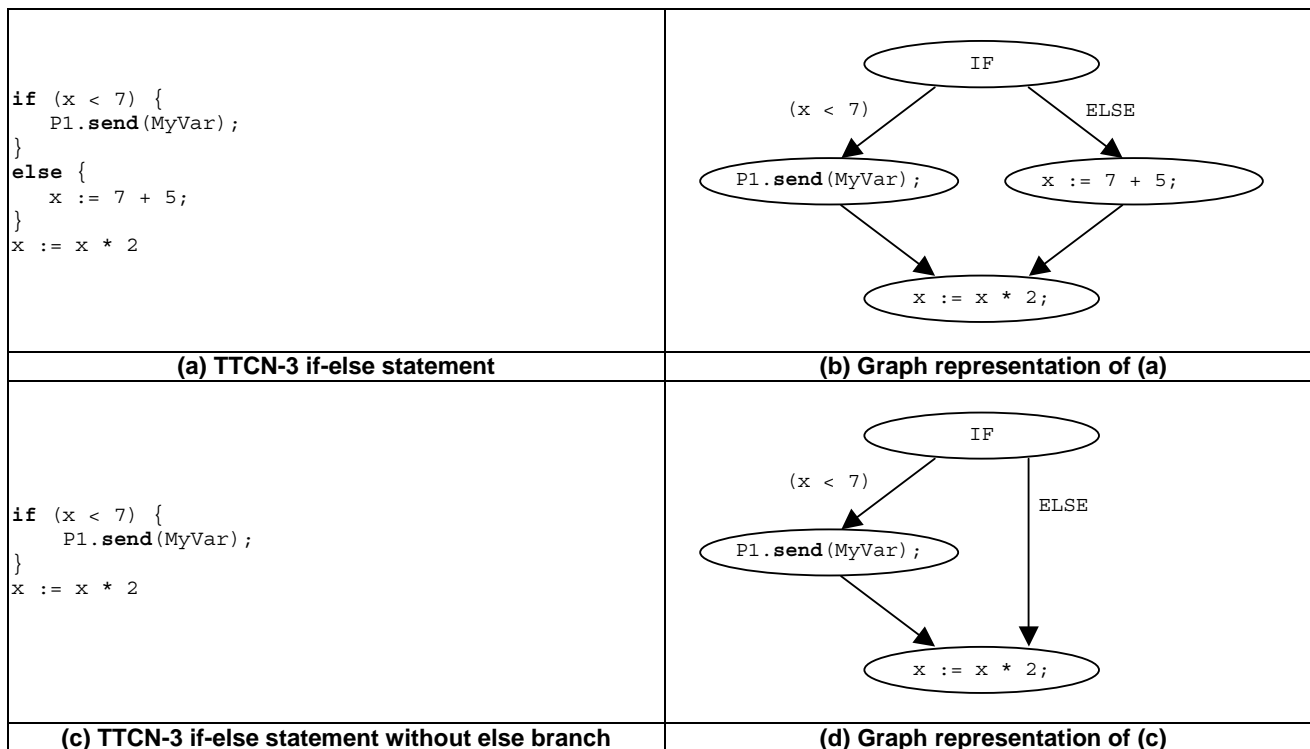 if (x < 7) {
P1.send(MyVar);
}
else {
x := 7 + 5;
}
x := x * 2
IF
(x < 7)
ELSE
P1.send(MyVar);
x := 7 + 5;
x := x * 2;
(a) TTCN-3 if-else statement
(b) Graph representation of (a)
if (x < 7) {
P1.send(MyVar);
}
x := x * 2
IF
(x < 7)
ELSE
P1.send(MyVar);
x := x * 2;
(c) TTCN-3 if-else statement without else branch
(d) Graph representation of (c)